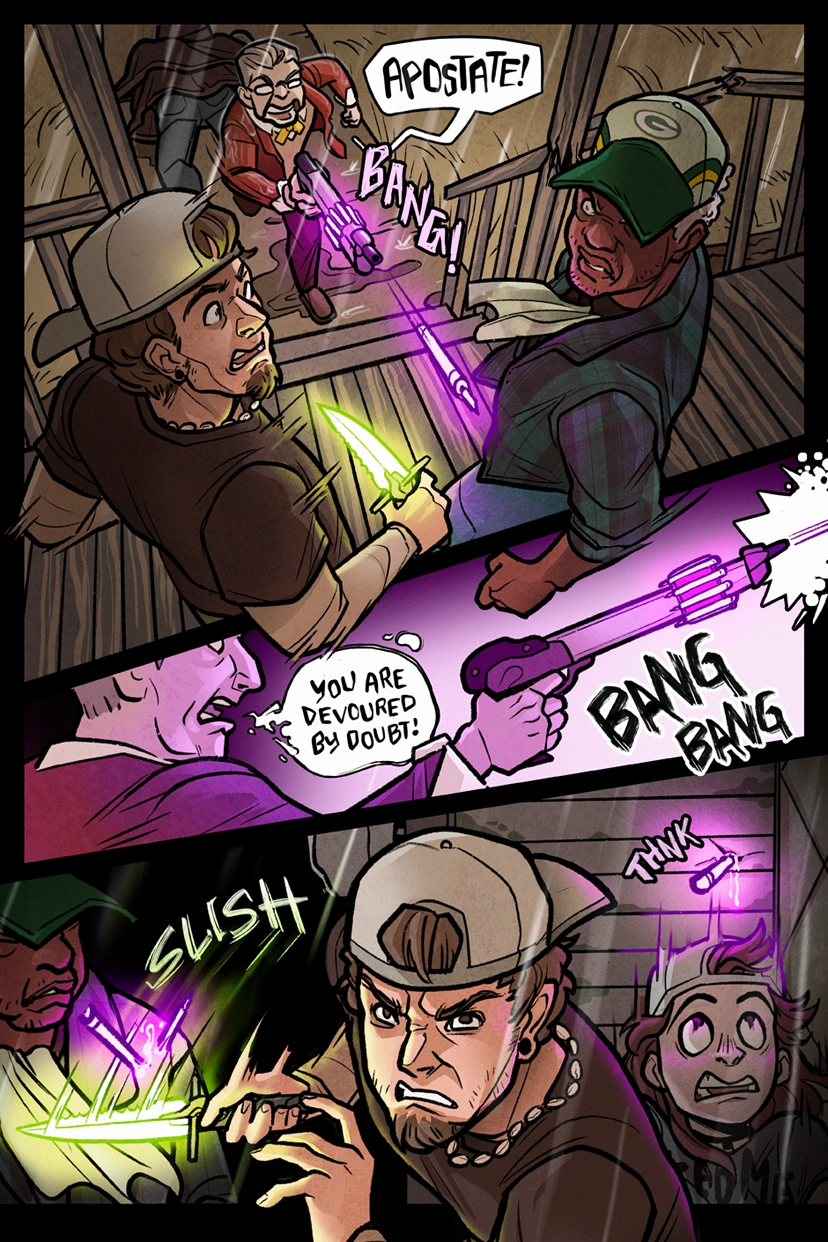 APOSTATE!
BANG!
G
YOU ARE
DEVOURED
BY DOUBT!
BANG
BANG
THNK
SLISH